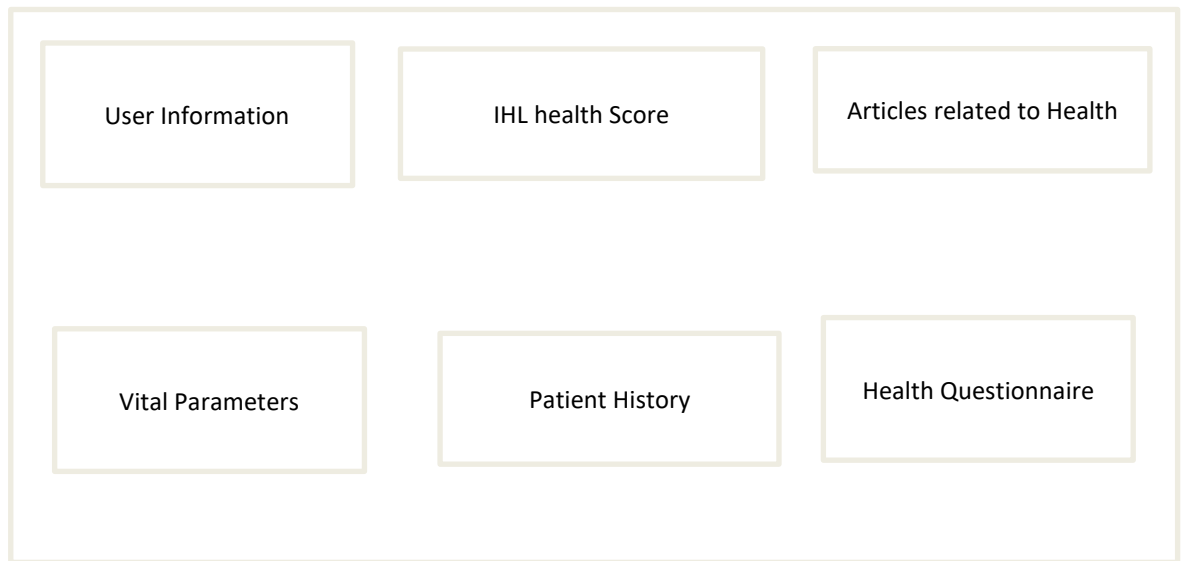 User Information
IHL health Score
Articles related to Health
Vital Parameters
Patient History
Health Questionnaire